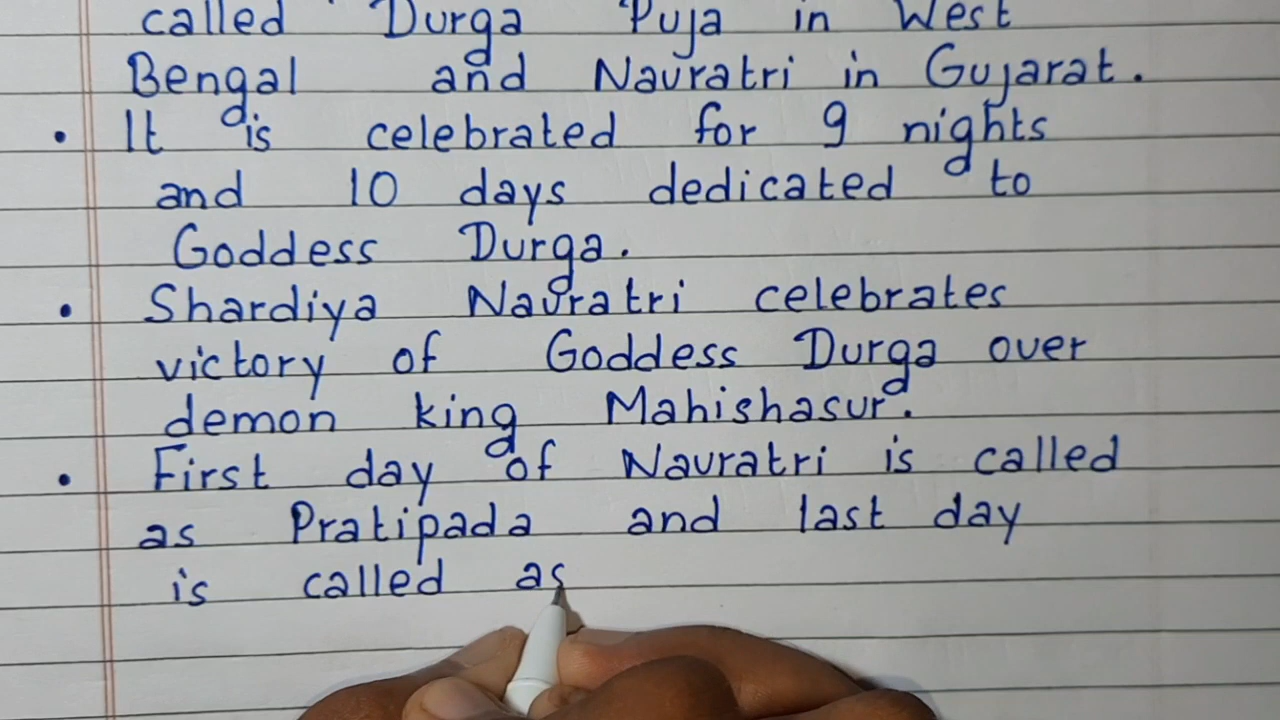 called Durga Puja in West
Bengal and Navratri in Gujarat.
• It is celebrated for 9 nights
and 10 days dedicated to
Goddess Durga.
• Shardiya Navratri celebrates
victory of Goddess Durga over
demon king Mahishasur.
• First day of Navratri is called
as Pratipada and last day
is called as